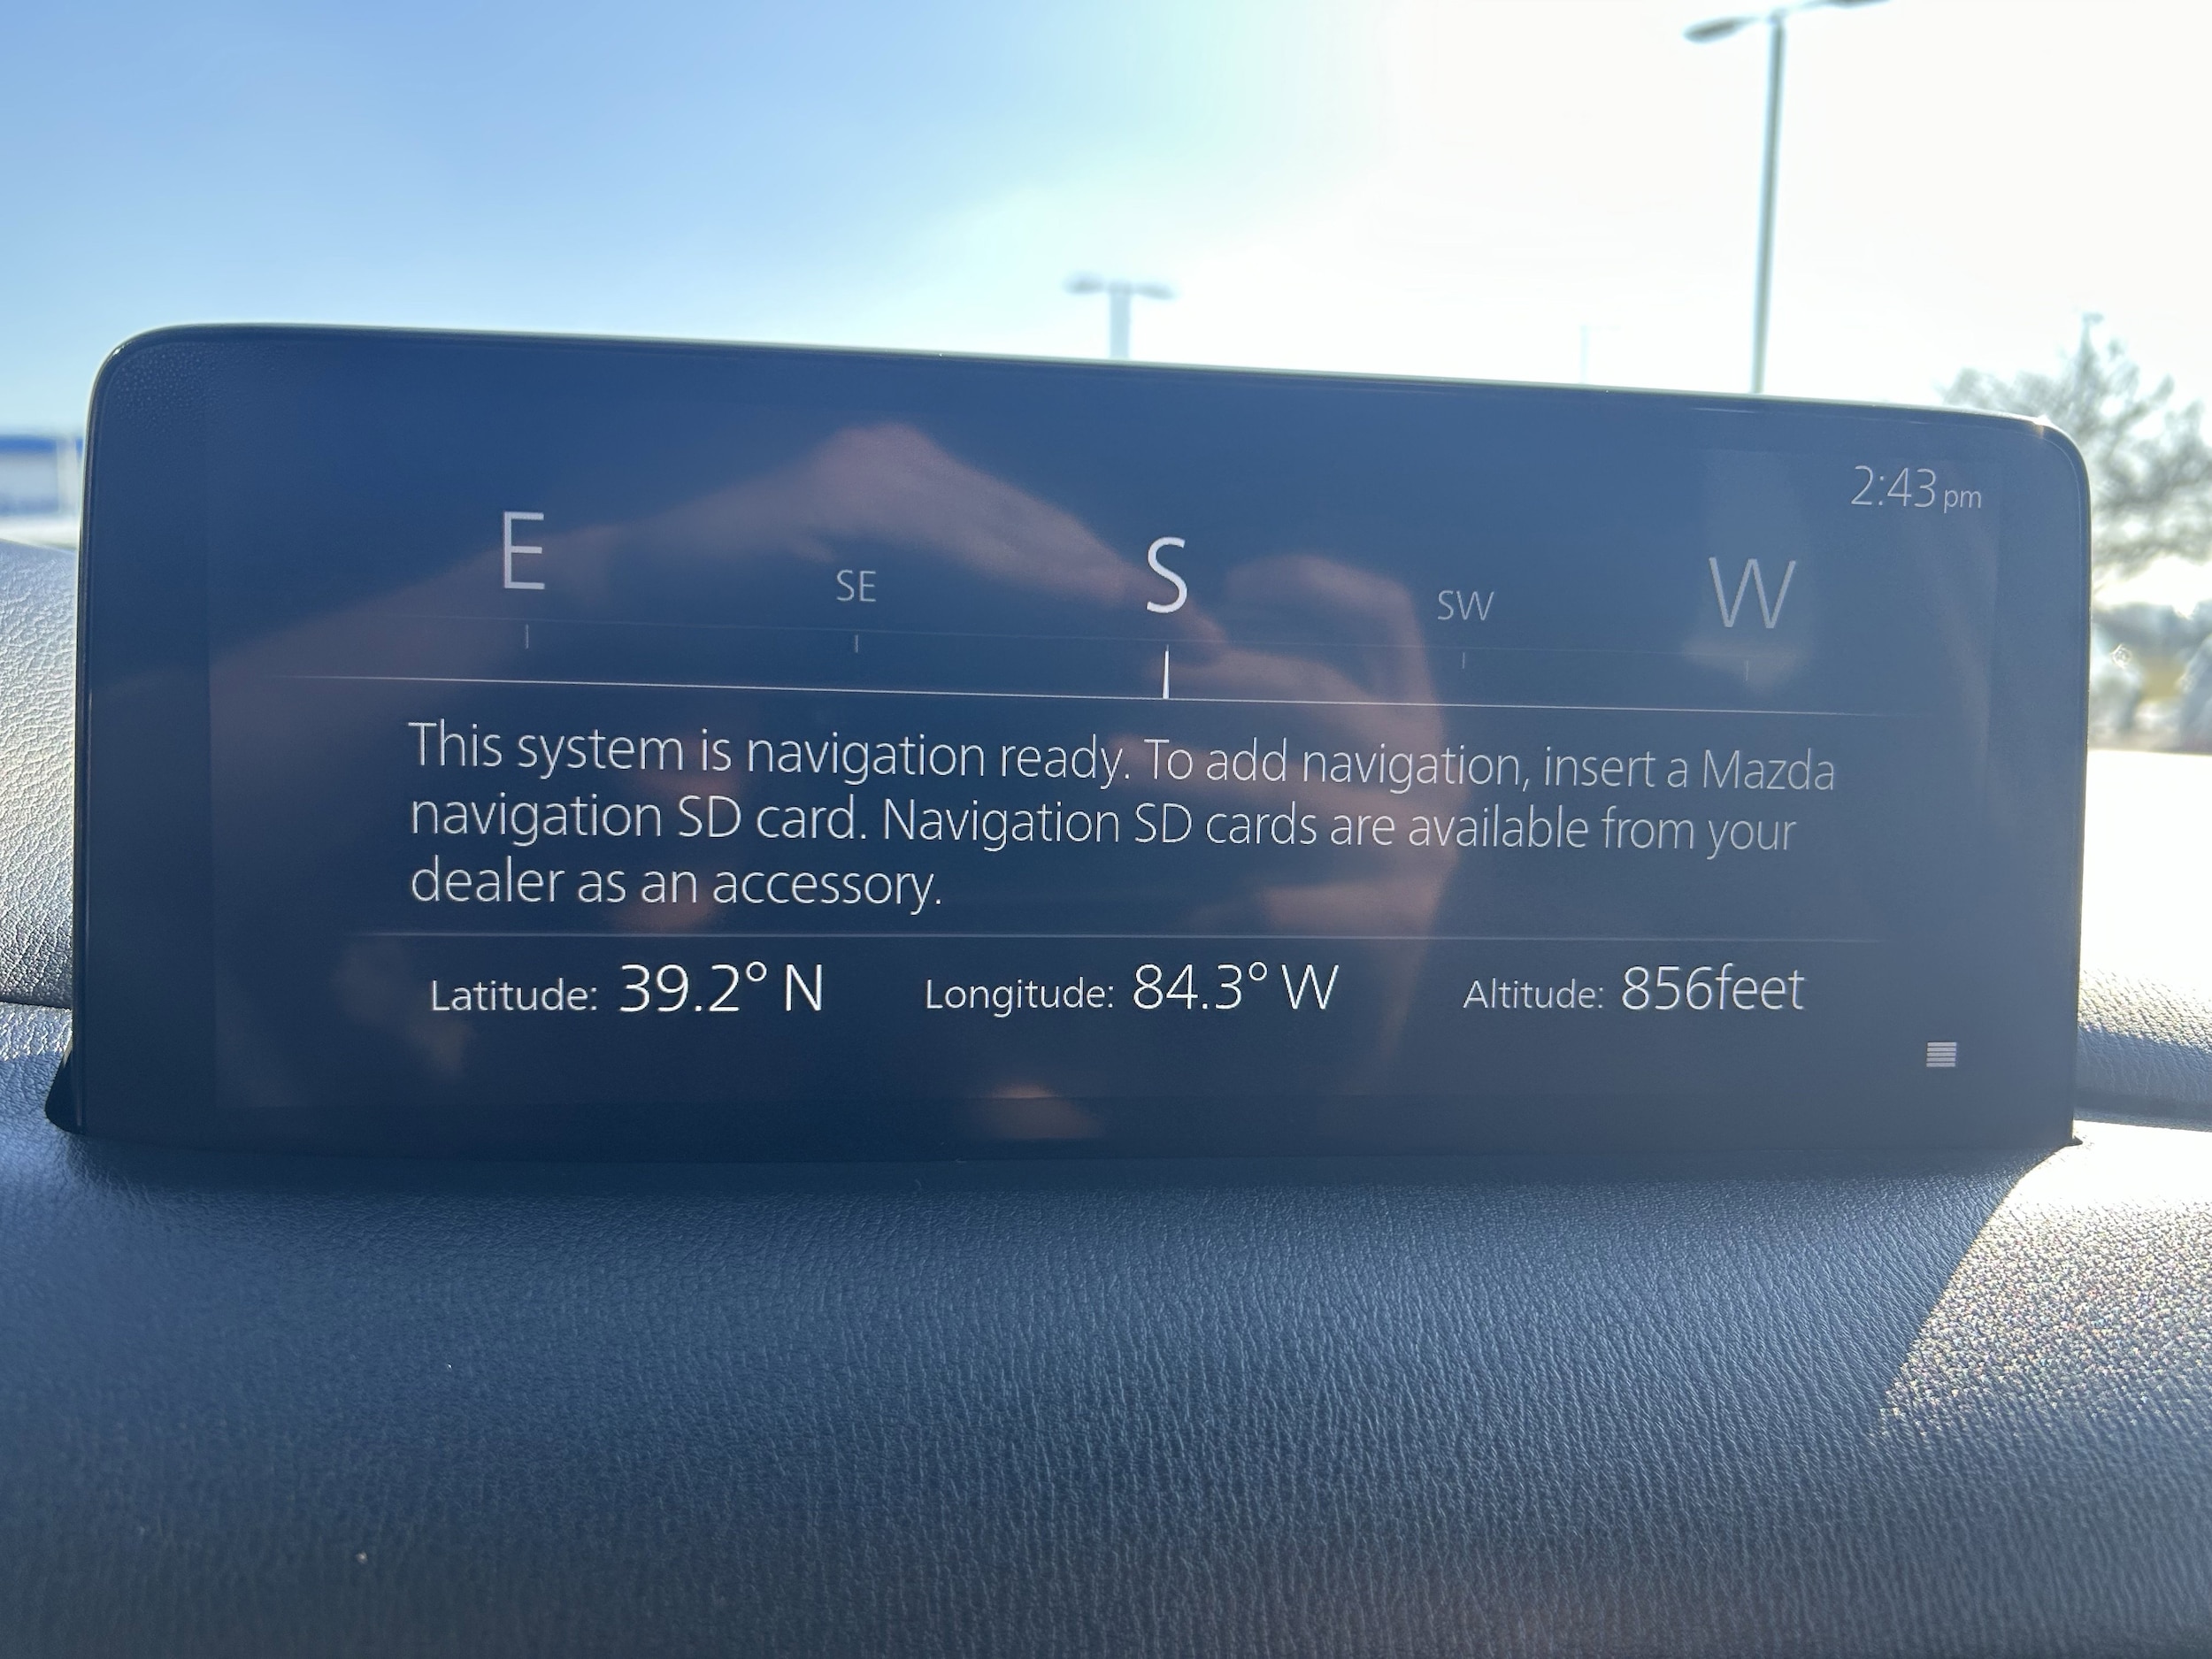 2:43 pm
E SE S SW W
This system is navigation ready. To add navigation, insert a Mazda
navigation SD card. Navigation SD cards are available from your
dealer as an accessory.
Latitude: 39.2° N Longitude: 84.3° W Altitude: 856feet